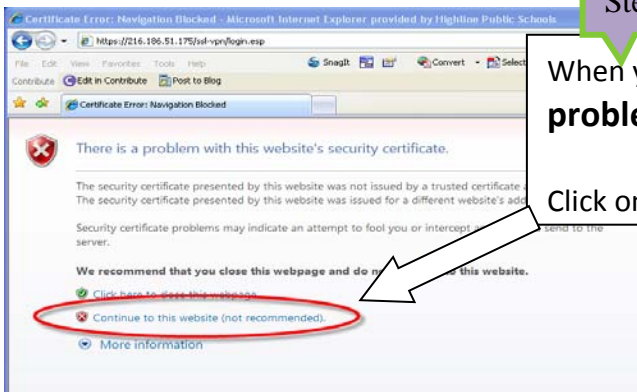 Certificate Error: Navigation Blocked - Microsoft Internet Explorer provided by Highline Public Schools
Ste
https://216.186.51.175/ssl-vpn/login.esp
File Edit View Favorites Tools Help
SnagIt
Convert
Select
Contribute Edit in Contribute Post to Blog
Certificate Error: Navigation Blocked
When y
proble
Click on
There is a problem with this website's security certificate.
The security certificate presented by this website was not issued by a trusted certificate a
The security certificate presented by this website was issued for a different website's add
Security certificate problems may indicate an attempt to fool you or intercept send to the
server.
We recommend that you close this webpage and do this website.
Click here to close this webpage.
Continue to this website (not recommended).
More information